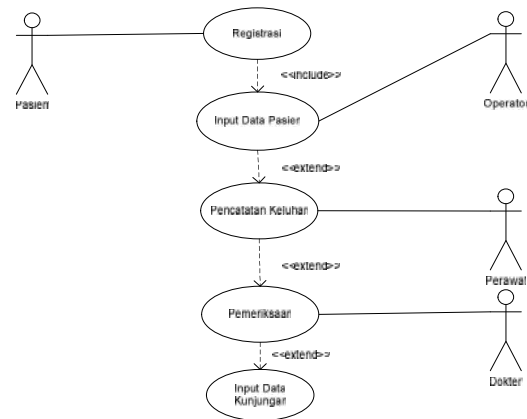 Registrasi
Pasien
<<include>>
Operator
Input Data Pasien
<<extend>>
Pencatatan Keluhan
Perawat
<<extend>>
Pemeriksaan
<<extend>>
Dokter
Input Data
Kunjungan